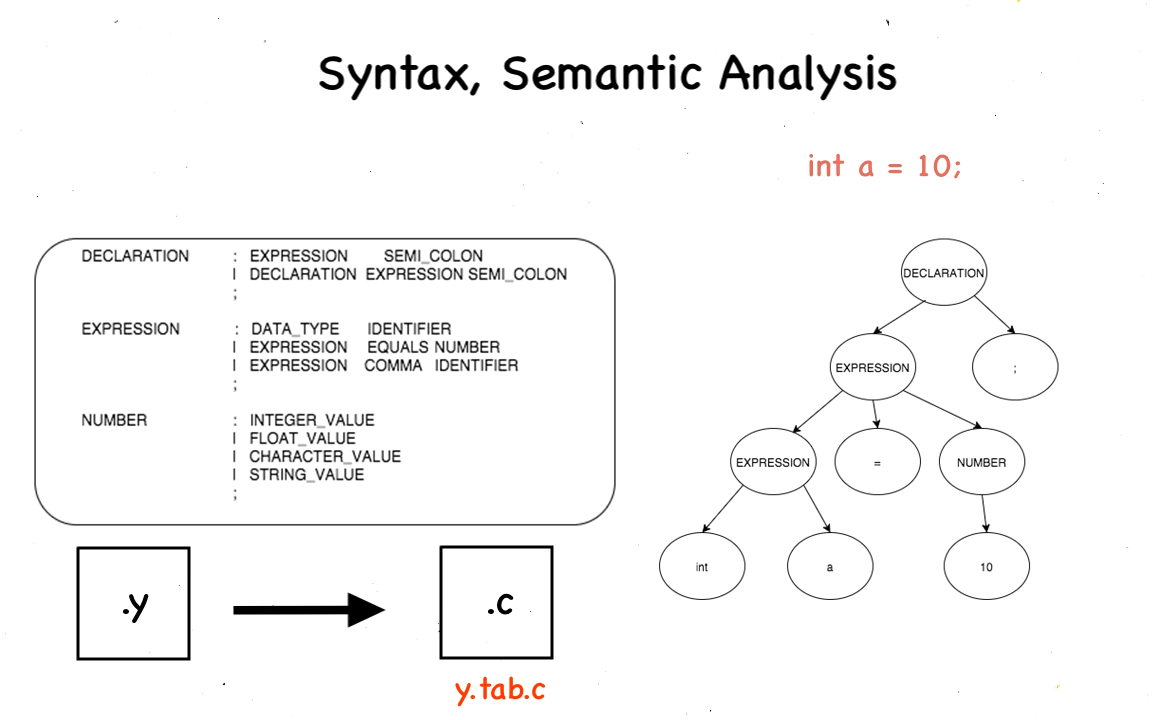 Syntax, Semantic Analysis
int a = 10;
DECLARATION : EXPRESSION SEMI_COLON
| DECLARATION EXPRESSION SEMI_COLON
;
EXPRESSION : DATA_TYPE IDENTIFIER
| EXPRESSION EQUALS NUMBER
| EXPRESSION COMMA IDENTIFIER
;
NUMBER : INTEGER_VALUE
| FLOAT_VALUE
| CHARACTER_VALUE
| STRING_VALUE
;
.y
.c
y.tab.c
DECLARATION
EXPRESSION
;
EXPRESSION
=
NUMBER
int
a
10